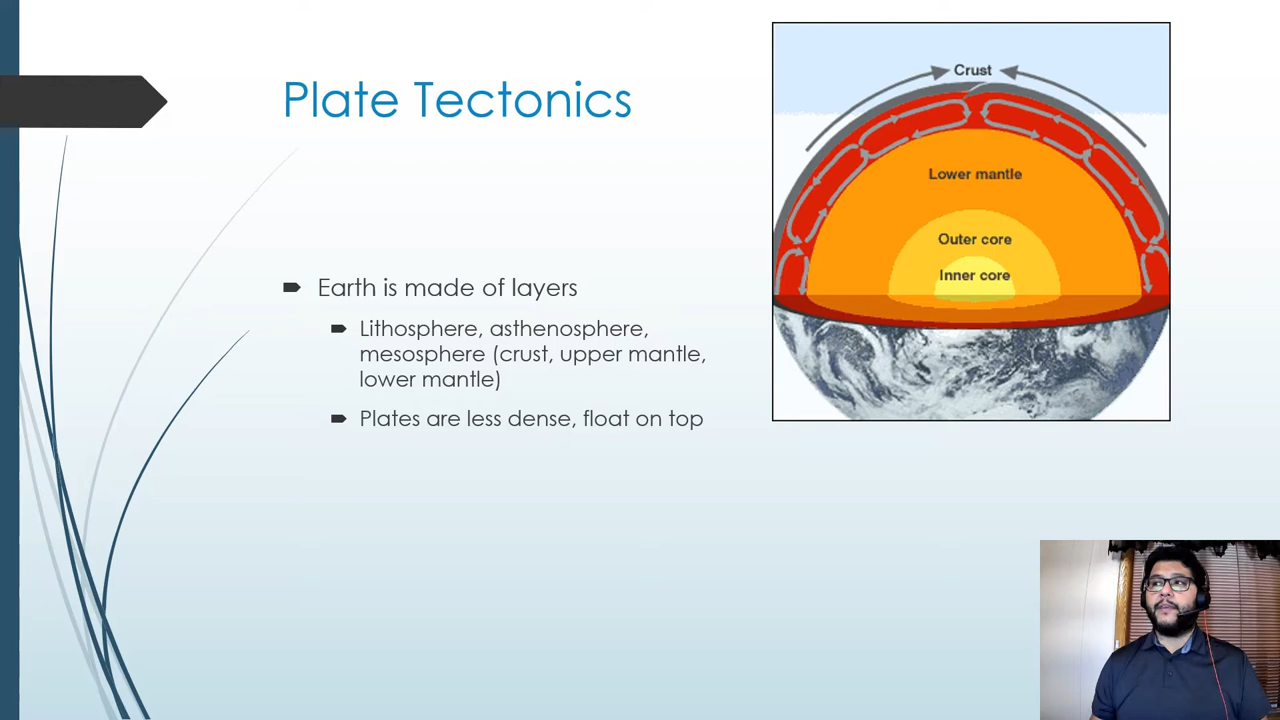 Plate Tectonics
Earth is made of layers
Lithosphere, asthenosphere,
mesosphere (crust, upper mantle,
lower mantle)
Plates are less dense, float on top
Crust
Lower mantle
Outer core
Inner core